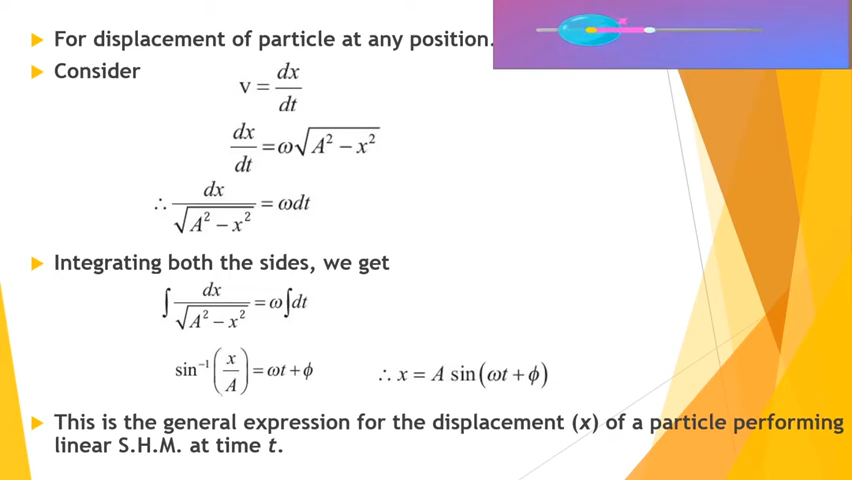 For displacement of particle at any position.
Consider
v = dx/dt
dx/dt = ω√(A² − x²)
∴ dx/√(A² − x²) = ωdt
Integrating both the sides, we get
∫ dx/√(A² − x²) = ω∫dt
sin⁻¹(x/A) = ωt + ϕ ∴ x = A sin(ωt + ϕ)
This is the general expression for the displacement (x) of a particle performing
linear S.H.M. at time t.